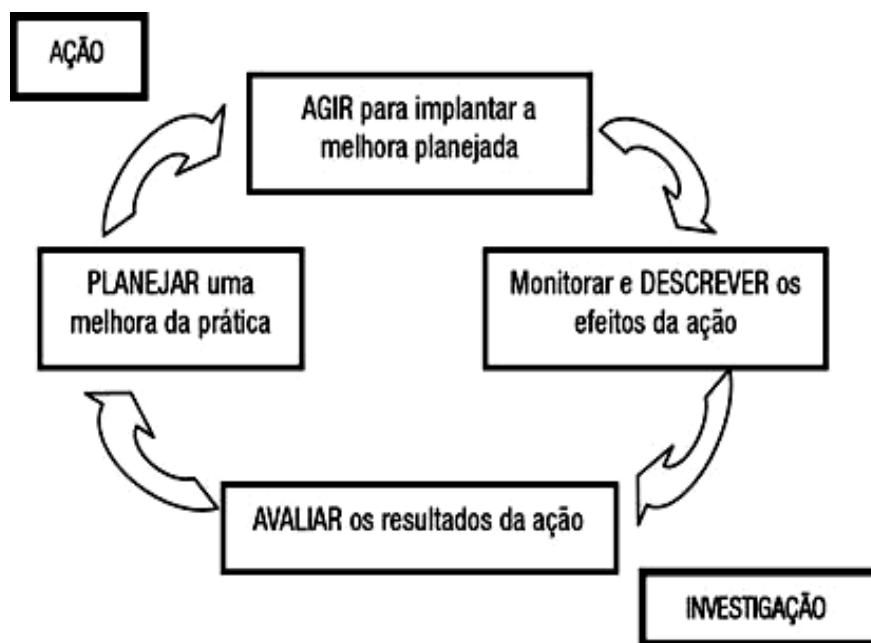 AÇÃO
AGIR para implantar a
melhora planejada
PLANEJAR uma
melhora da prática
Monitorar e DESCREVER os
efeitos da ação
AVALIAR os resultados da ação
INVESTIGAÇÃO